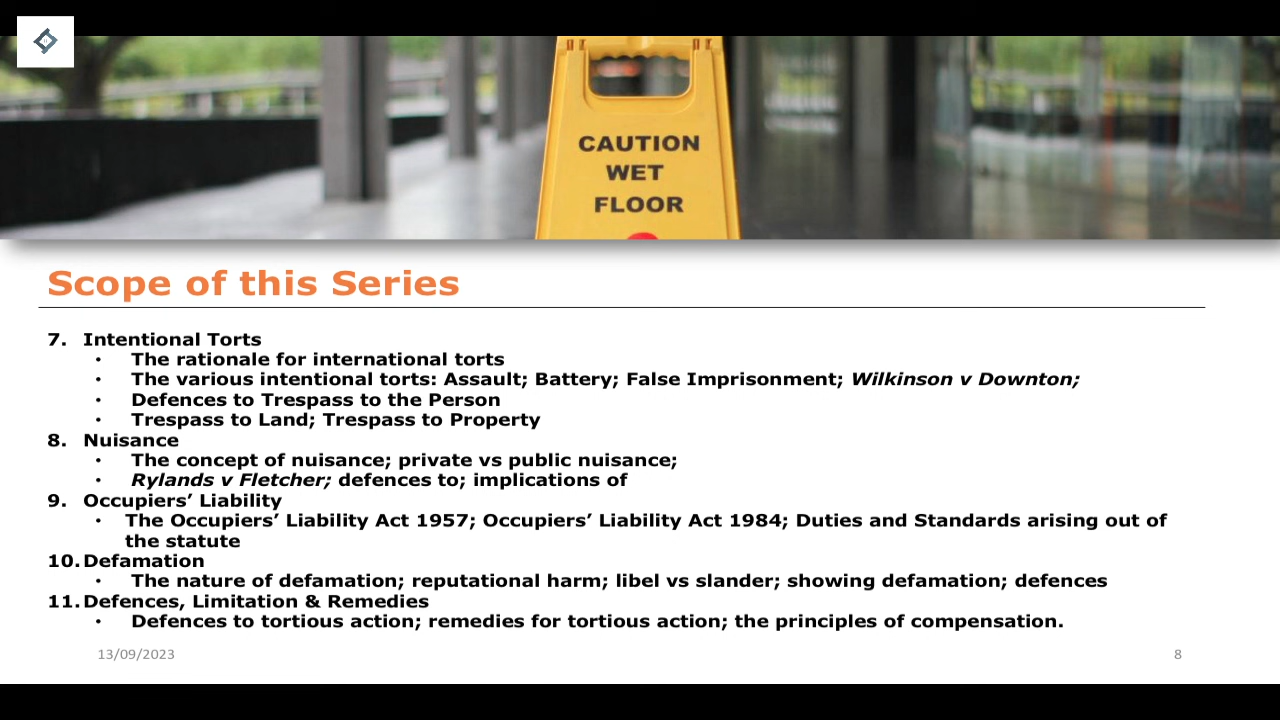 CAUTION
WET
FLOOR
Scope of this Series
7. Intentional Torts
• The rationale for international torts
• The various intentional torts: Assault; Battery; False Imprisonment; Wilkinson v Downton;
• Defences to Trespass to the Person
• Trespass to Land; Trespass to Property
8. Nuisance
• The concept of nuisance; private vs public nuisance;
• Rylands v Fletcher; defences to; implications of
9. Occupiers’ Liability
• The Occupiers’ Liability Act 1957; Occupiers’ Liability Act 1984; Duties and Standards arising out of
the statute
10. Defamation
• The nature of defamation; reputational harm; libel vs slander; showing defamation; defences
11. Defences, Limitation & Remedies
• Defences to tortious action; remedies for tortious action; the principles of compensation.
13/09/2023
8